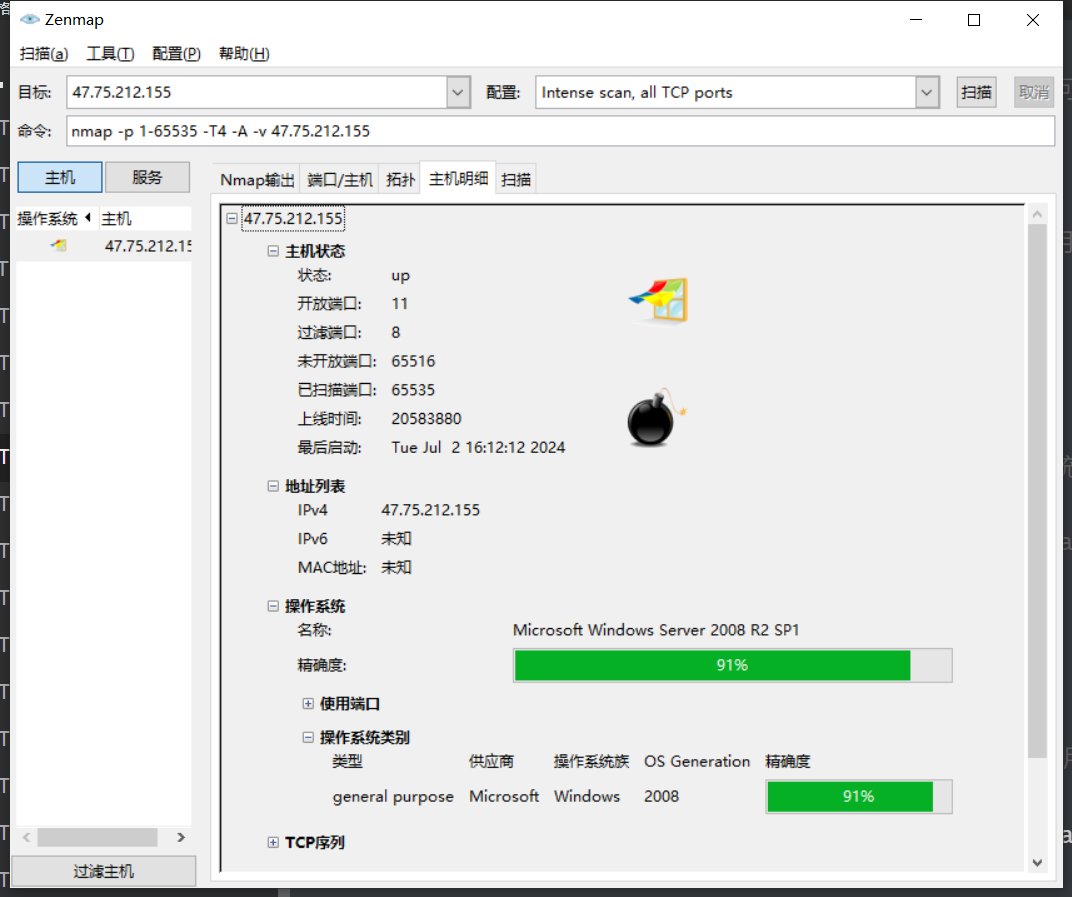 Zenmap
扫描(a) 工具(T) 配置(P) 帮助(H)
目标: 47.75.212.155 配置: Intense scan, all TCP ports 扫描 取消
命令: nmap -p 1-65535 -T4 -A -v 47.75.212.155
主机 服务 Nmap输出 端口/主机 拓扑 主机明细 扫描
操作系统 主机
47.75.212.15
47.75.212.155
主机状态
状态: up
开放端口: 11
过滤端口: 8
未开放端口: 65516
已扫描端口: 65535
上线时间: 20583880
最后启动: Tue Jul 2 16:12:12 2024
地址列表
IPv4 47.75.212.155
IPv6 未知
MAC地址: 未知
操作系统
名称: Microsoft Windows Server 2008 R2 SP1
精确度: 91%
使用端口
操作系统类别
类型 供应商 操作系统族 OS Generation 精确度
general purpose Microsoft Windows 2008 91%
TCP序列
过滤主机